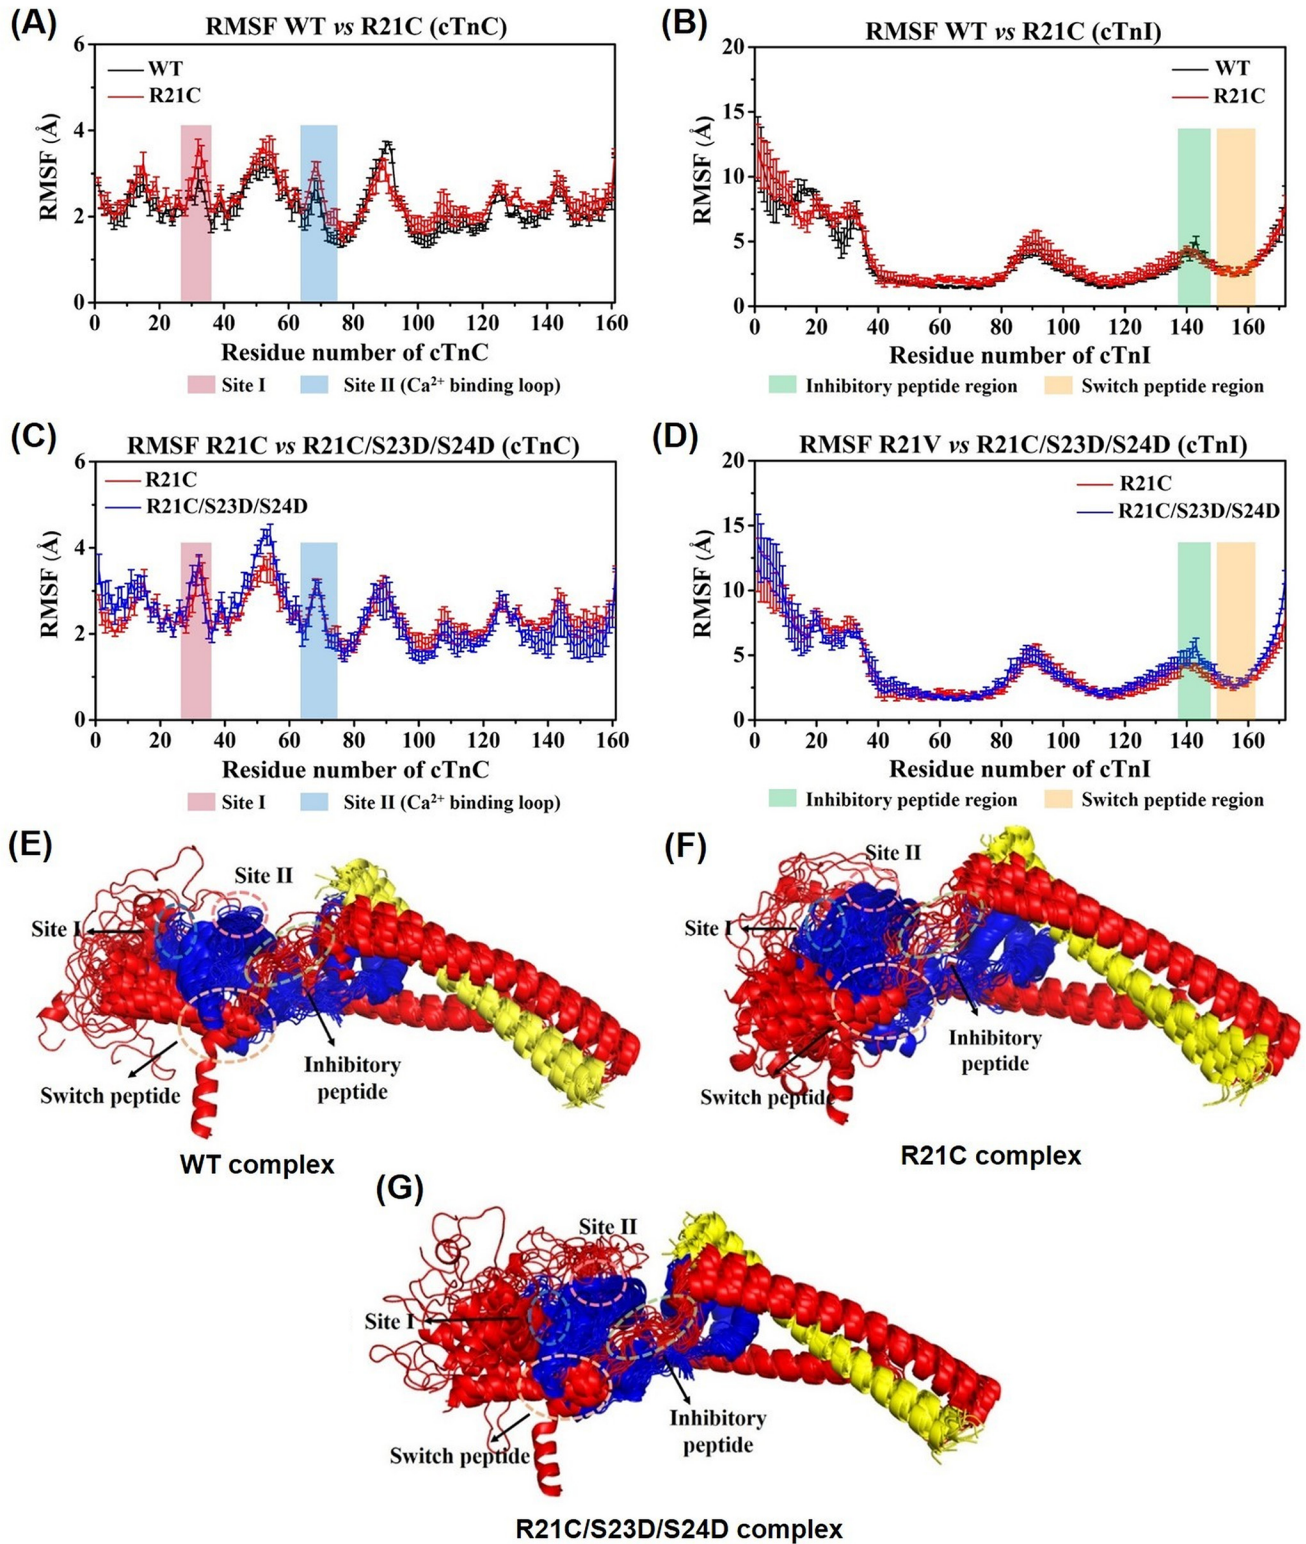 (A)
RMSF WT vs R21C (cTnC)
WT
R21C
RMSF (Å)
6
4
2
0
0 20 40 60 80 100 120 140 160
Residue number of cTnC
Site I Site II (Ca²⁺ binding loop)
(B)
RMSF WT vs R21C (cTnI)
WT
R21C
RMSF (Å)
20
15
10
5
0
0 20 40 60 80 100 120 140 160
Residue number of cTnI
Inhibitory peptide region Switch peptide region
(C)
RMSF R21C vs R21C/S23D/S24D (cTnC)
R21C
R21C/S23D/S24D
RMSF (Å)
6
4
2
0
0 20 40 60 80 100 120 140 160
Residue number of cTnC
Site I Site II (Ca²⁺ binding loop)
(D)
RMSF R21V vs R21C/S23D/S24D (cTnI)
R21C
R21C/S23D/S24D
RMSF (Å)
20
15
10
5
0
0 20 40 60 80 100 120 140 160
Residue number of cTnI
Inhibitory peptide region Switch peptide region
(E)
Site II
Site I
Inhibitory
peptide
Switch peptide
WT complex
(F)
Site II
Site I
Inhibitory
peptide
Switch peptide
R21C complex
(G)
Site II
Site I
Inhibitory
peptide
Switch peptide
R21C/S23D/S24D complex